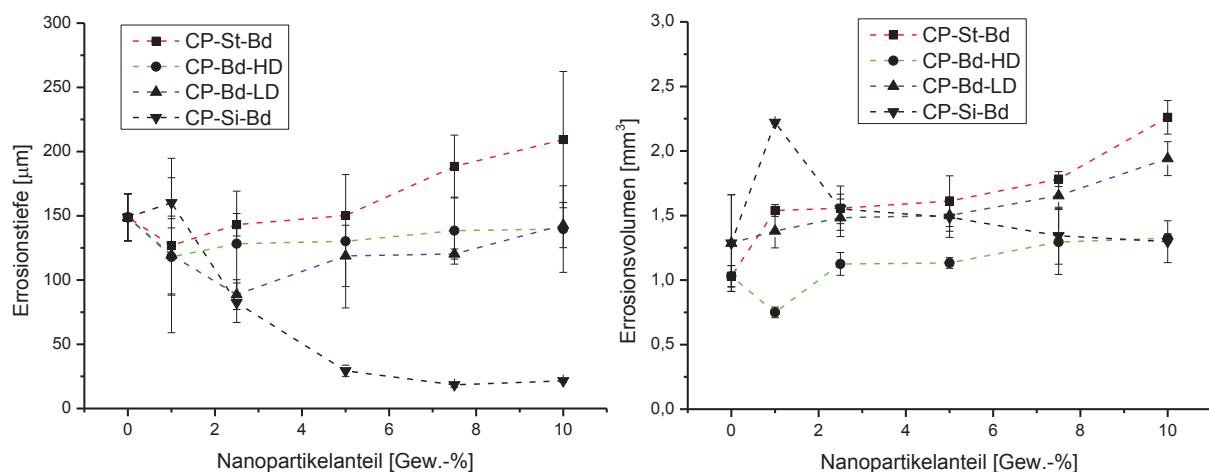 300
250
200
150
100
50
0
Errosionstiefe [µm]
CP-St-Bd
CP-Bd-HD
CP-Bd-LD
CP-Si-Bd
0 2 4 6 8 10
Nanopartikelanteil [Gew.-%]
3,0
2,5
2,0
1,5
1,0
0,5
0,0
Errosionsvolumen [mm³]
CP-St-Bd
CP-Bd-HD
CP-Bd-LD
CP-Si-Bd
0 2 4 6 8 10
Nanopartikelanteil [Gew.-%]